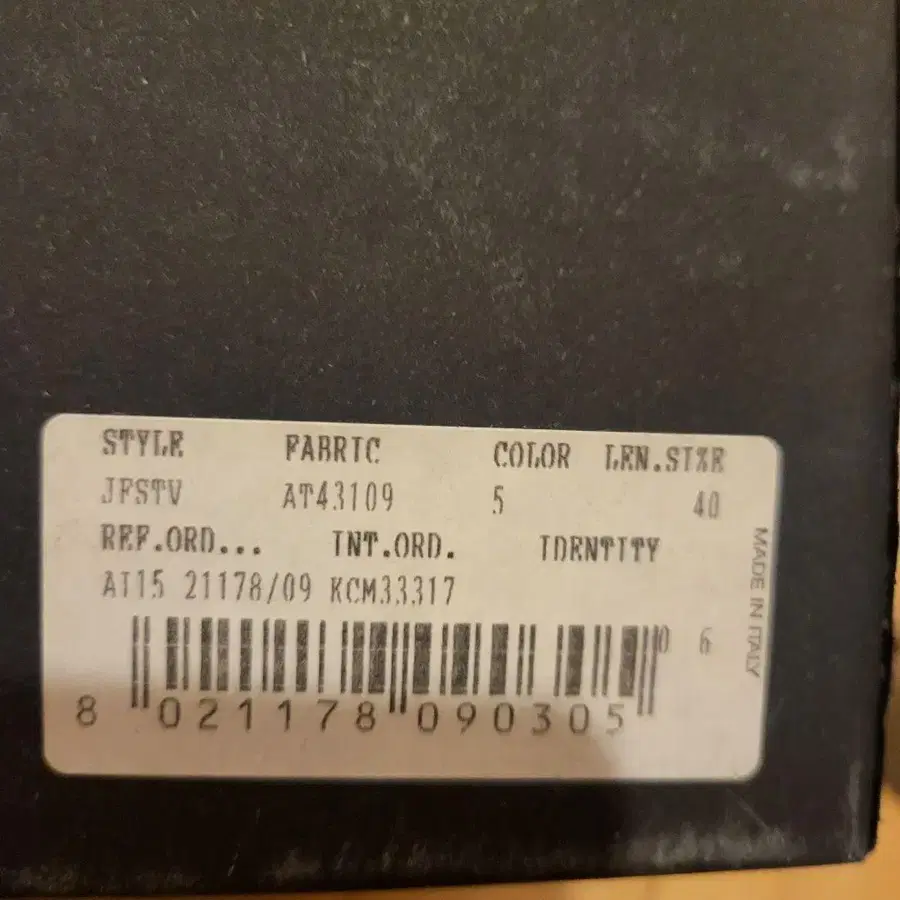 STYLE FABRIC COLOR LEN.SIZE
JFSTV AT43109 5 40
REF.ORD... INT.ORD. IDENTITY
AI15 21178/09 KCM33317
0 6
8 021178 090305
MADE IN ITALY